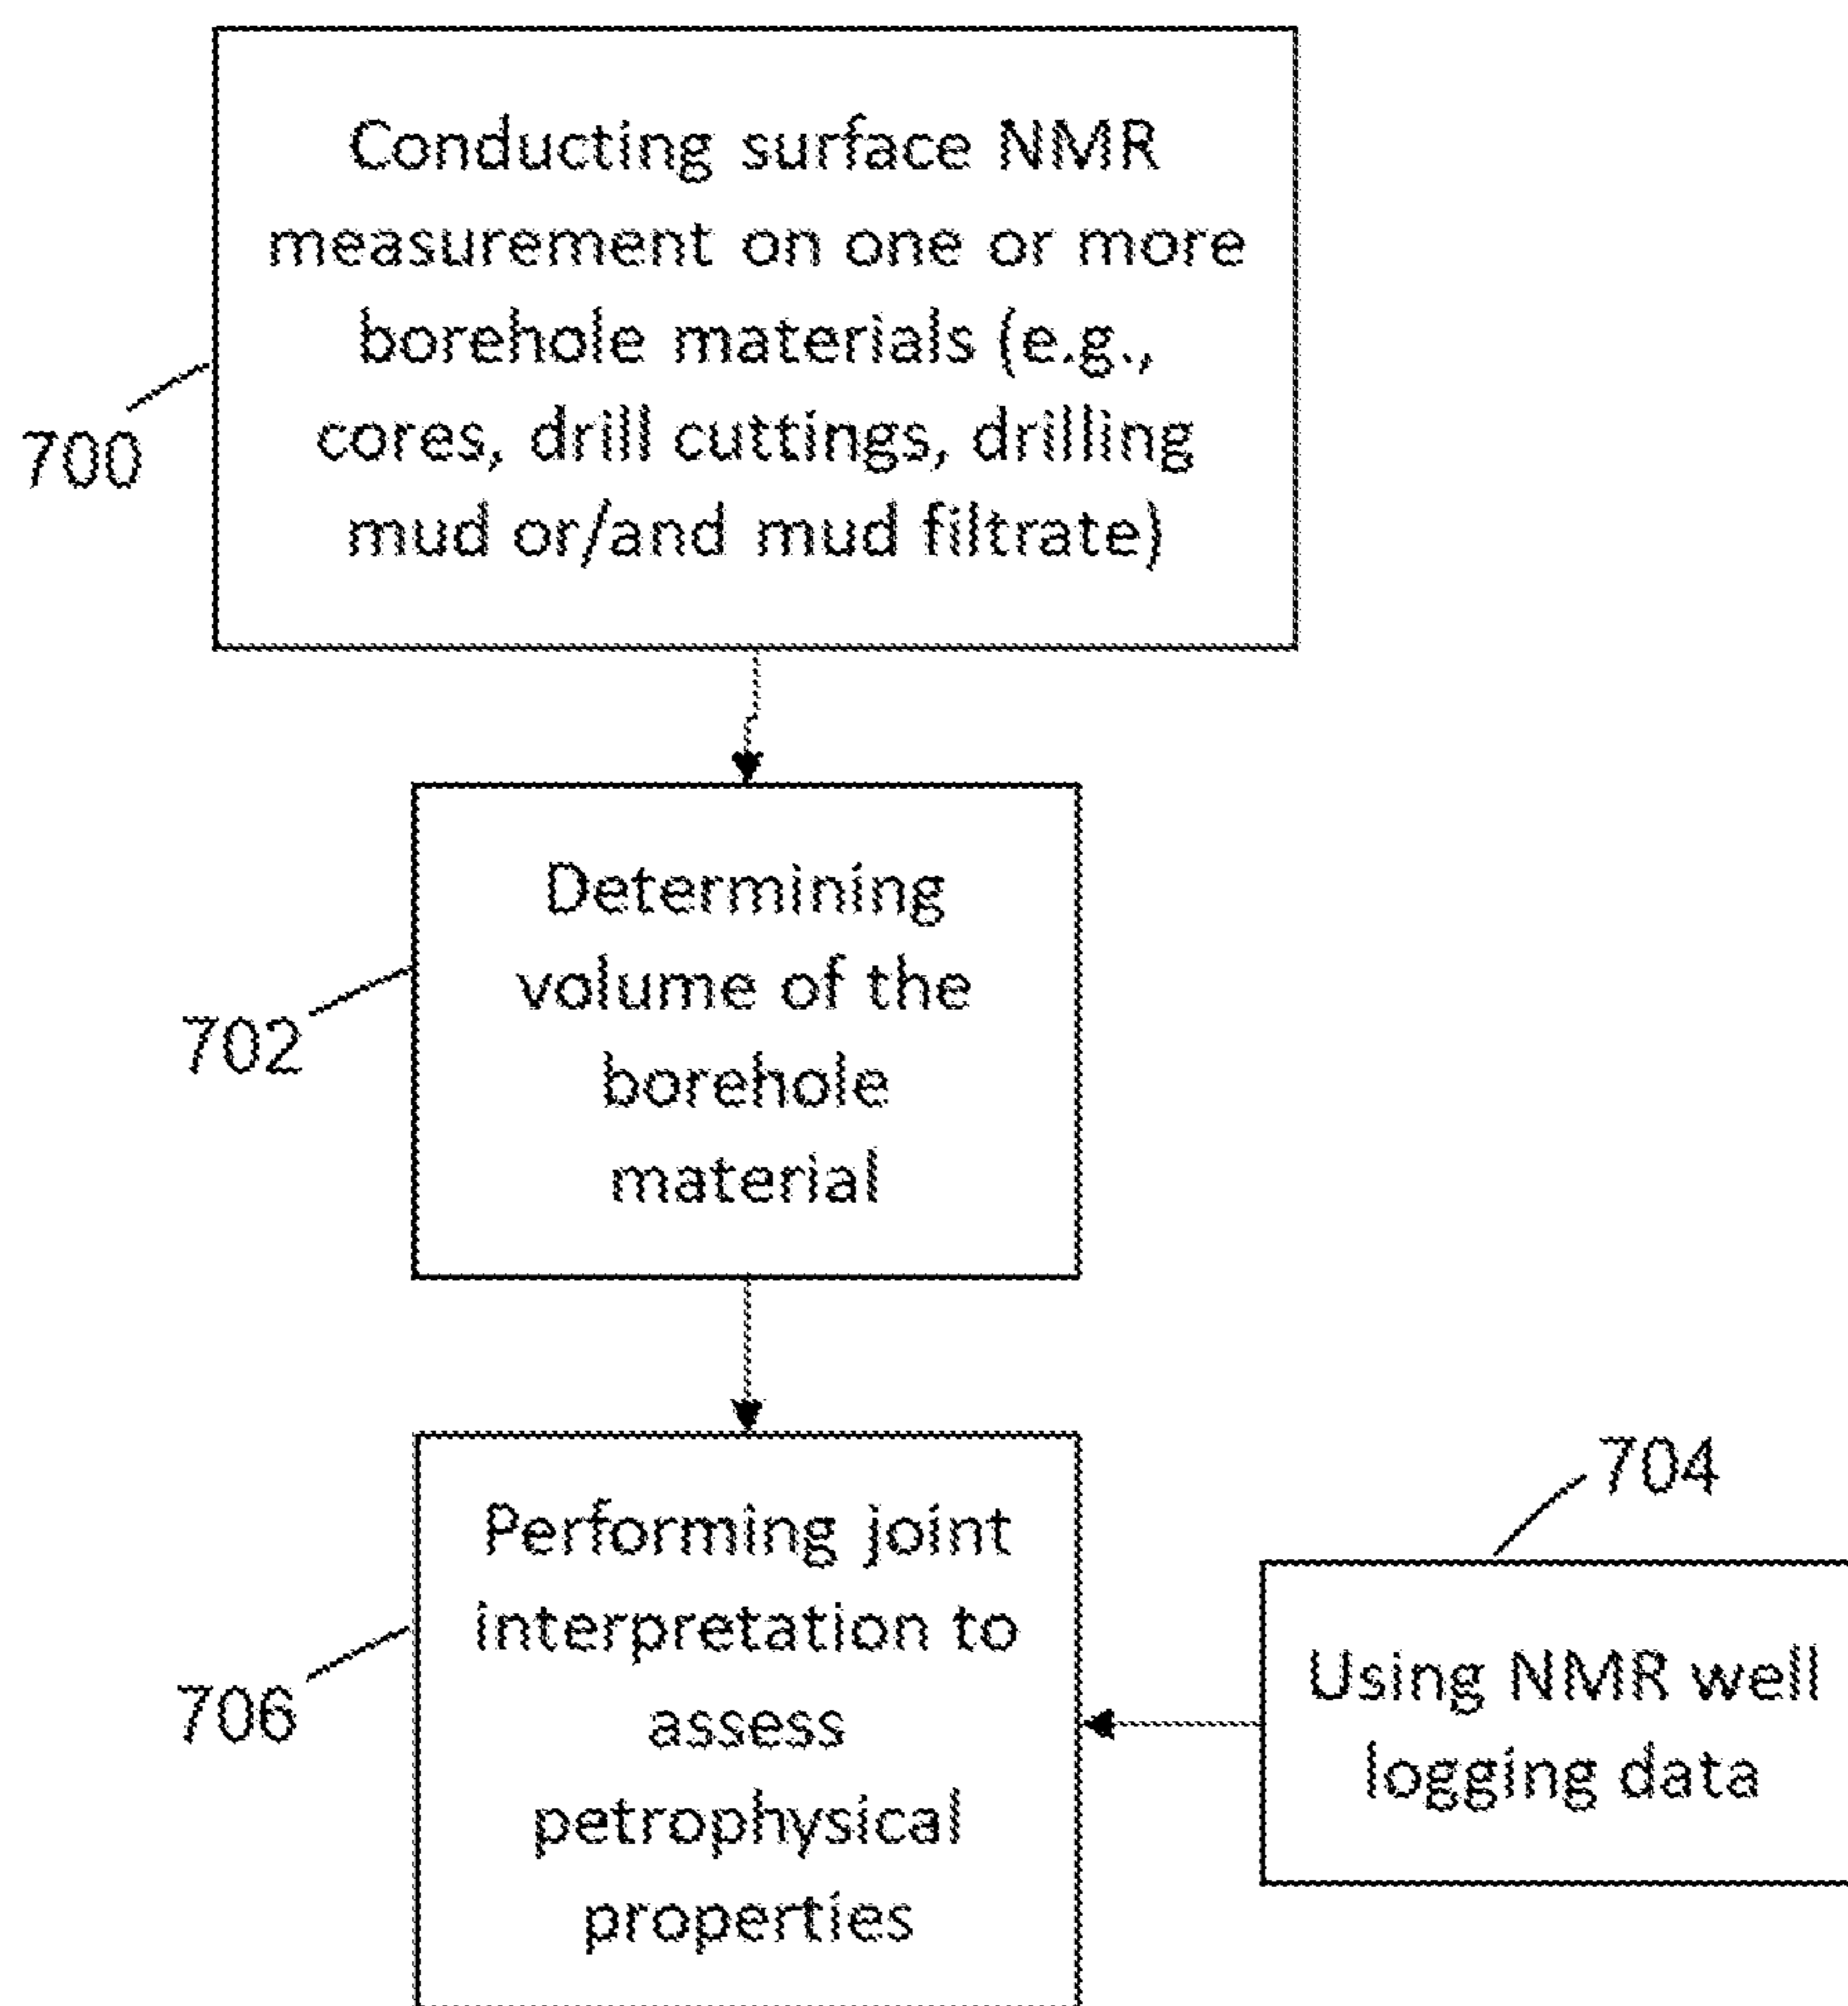 Conducting surface NMR
measurement on one or more
borehole materials (e.g.,
cores, drill cuttings, drilling
mud or/and mud filtrate)
700
Determining
volume of the
borehole
material
702
704
Performing joint
interpretation to
assess
petrophysical
properties
706
Using NMR well
logging data